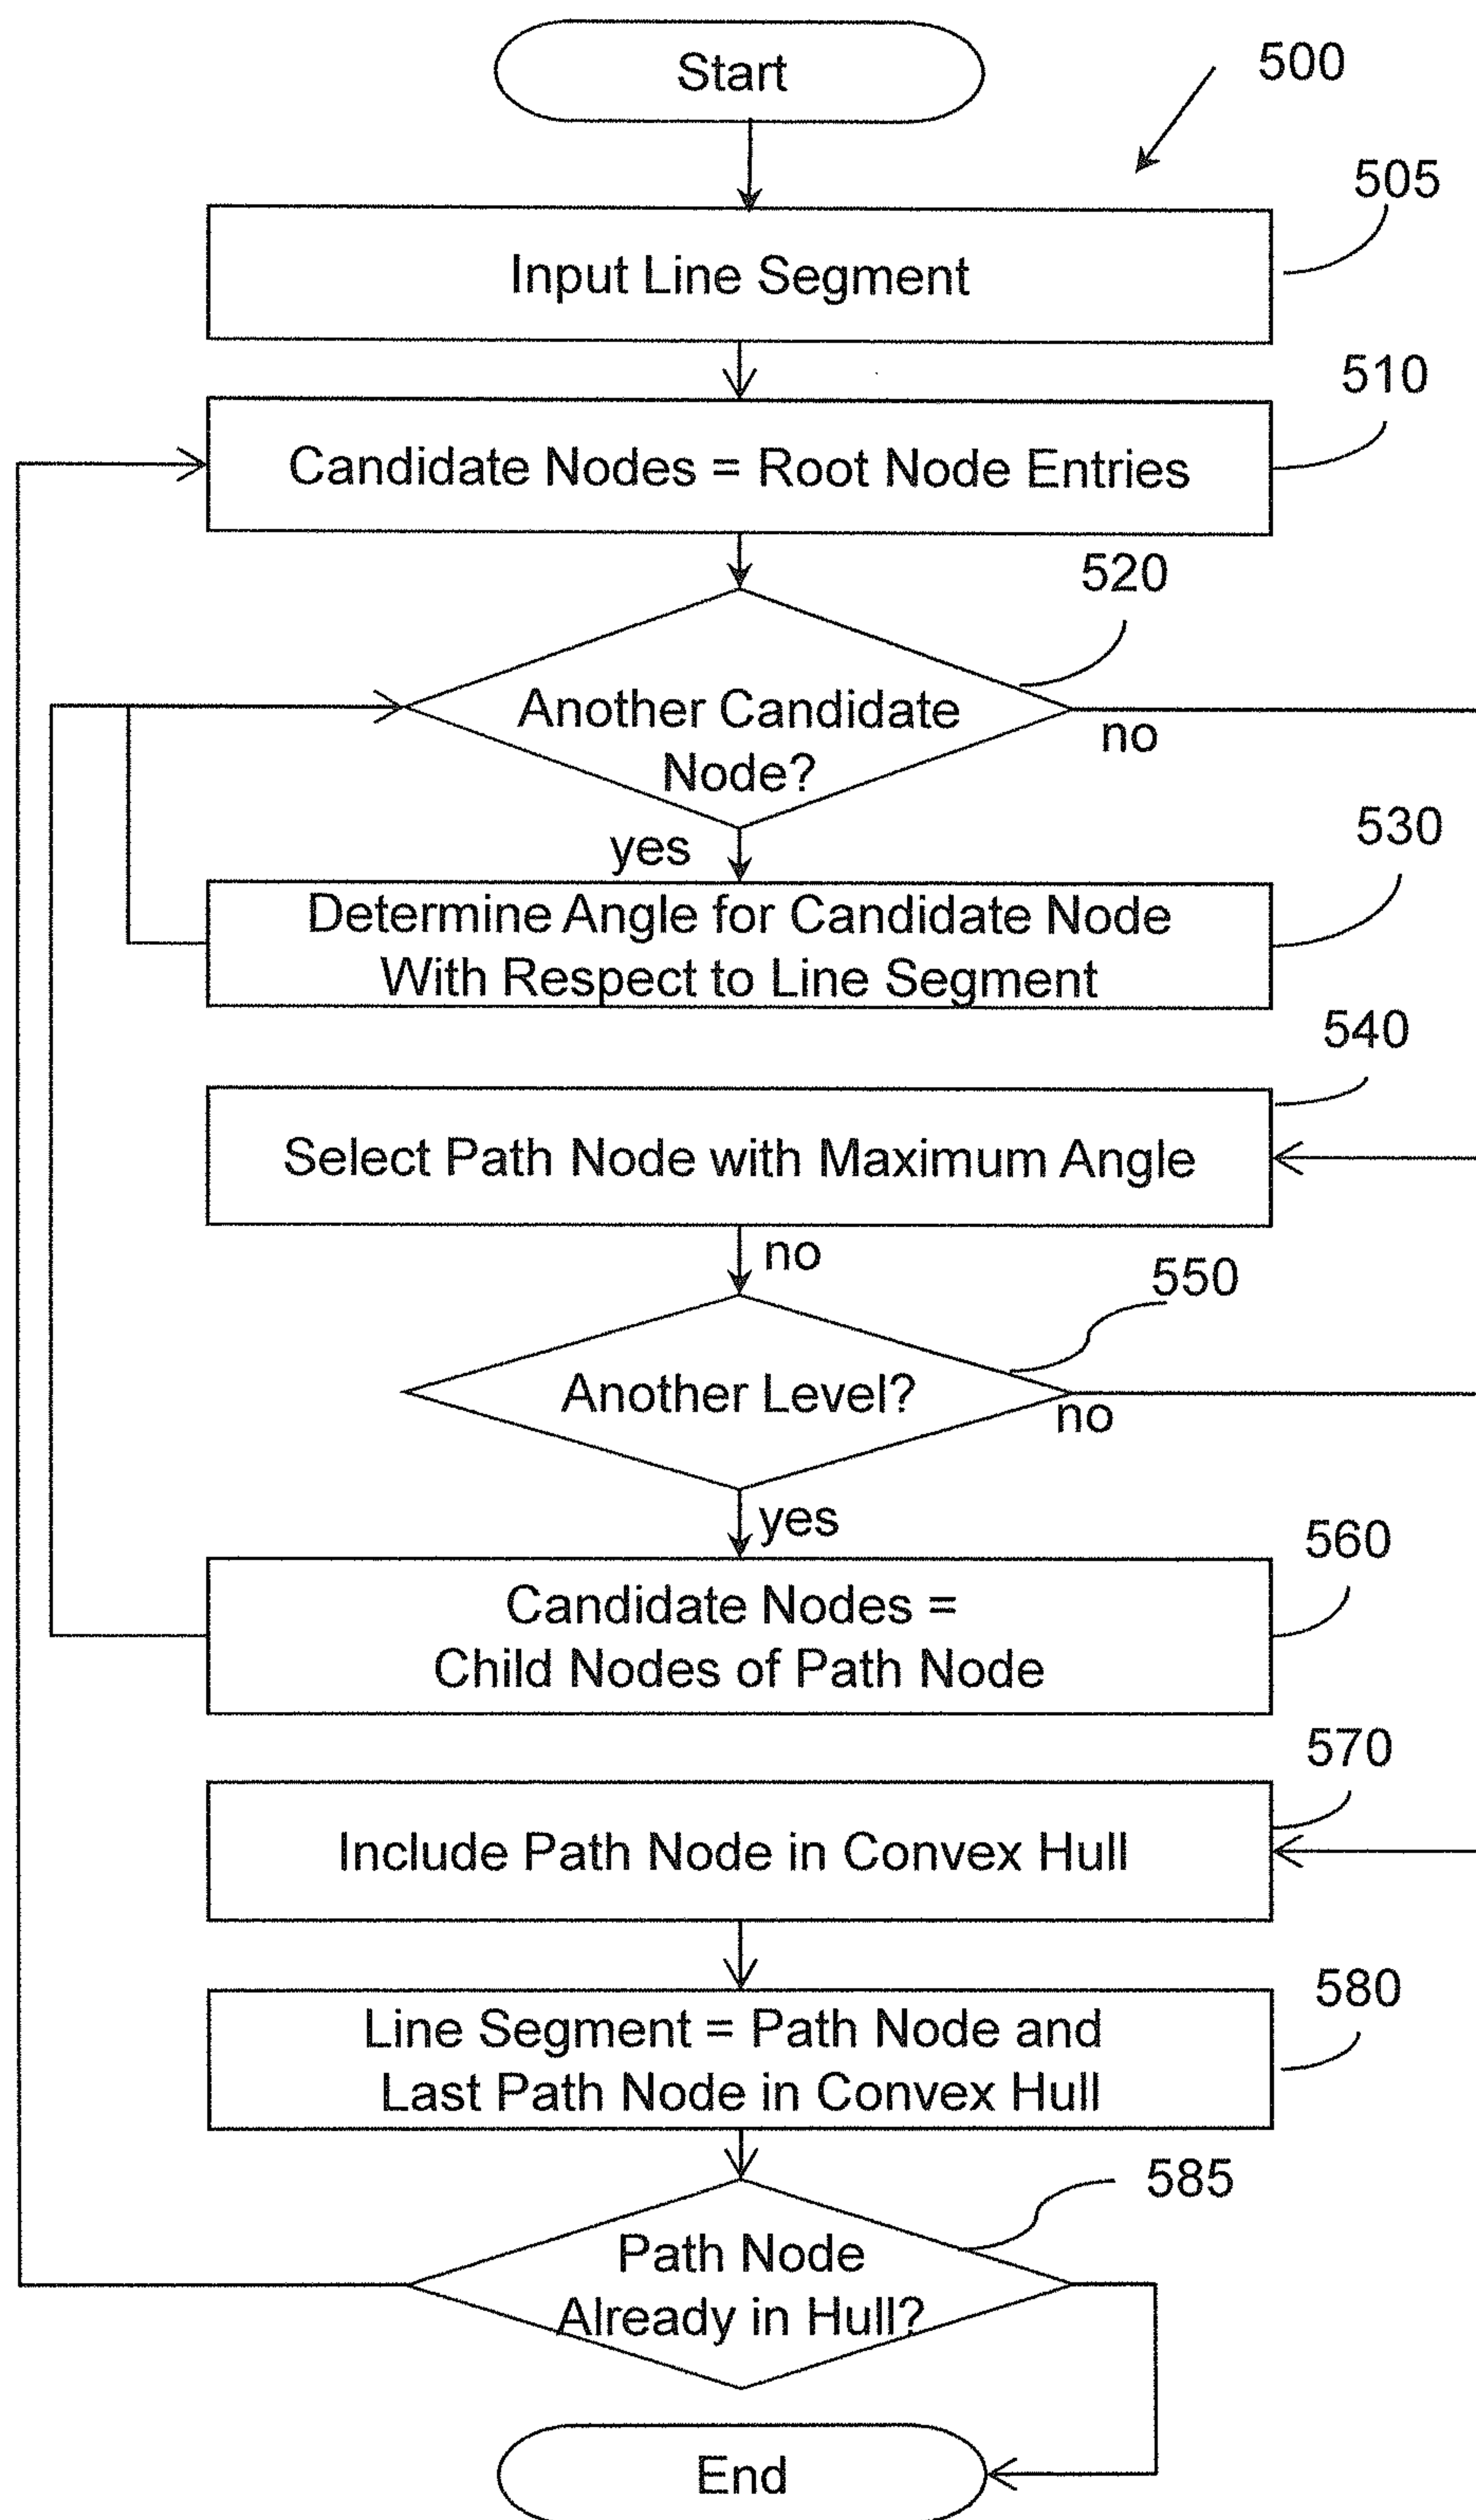 Start
500
505
Input Line Segment
510
Candidate Nodes = Root Node Entries
520
Another Candidate
Node?
no
yes
530
Determine Angle for Candidate Node
With Respect to Line Segment
540
Select Path Node with Maximum Angle
no
550
Another Level?
no
yes
560
Candidate Nodes =
Child Nodes of Path Node
570
Include Path Node in Convex Hull
580
Line Segment = Path Node and
Last Path Node in Convex Hull
585
Path Node
Already in Hull?
End